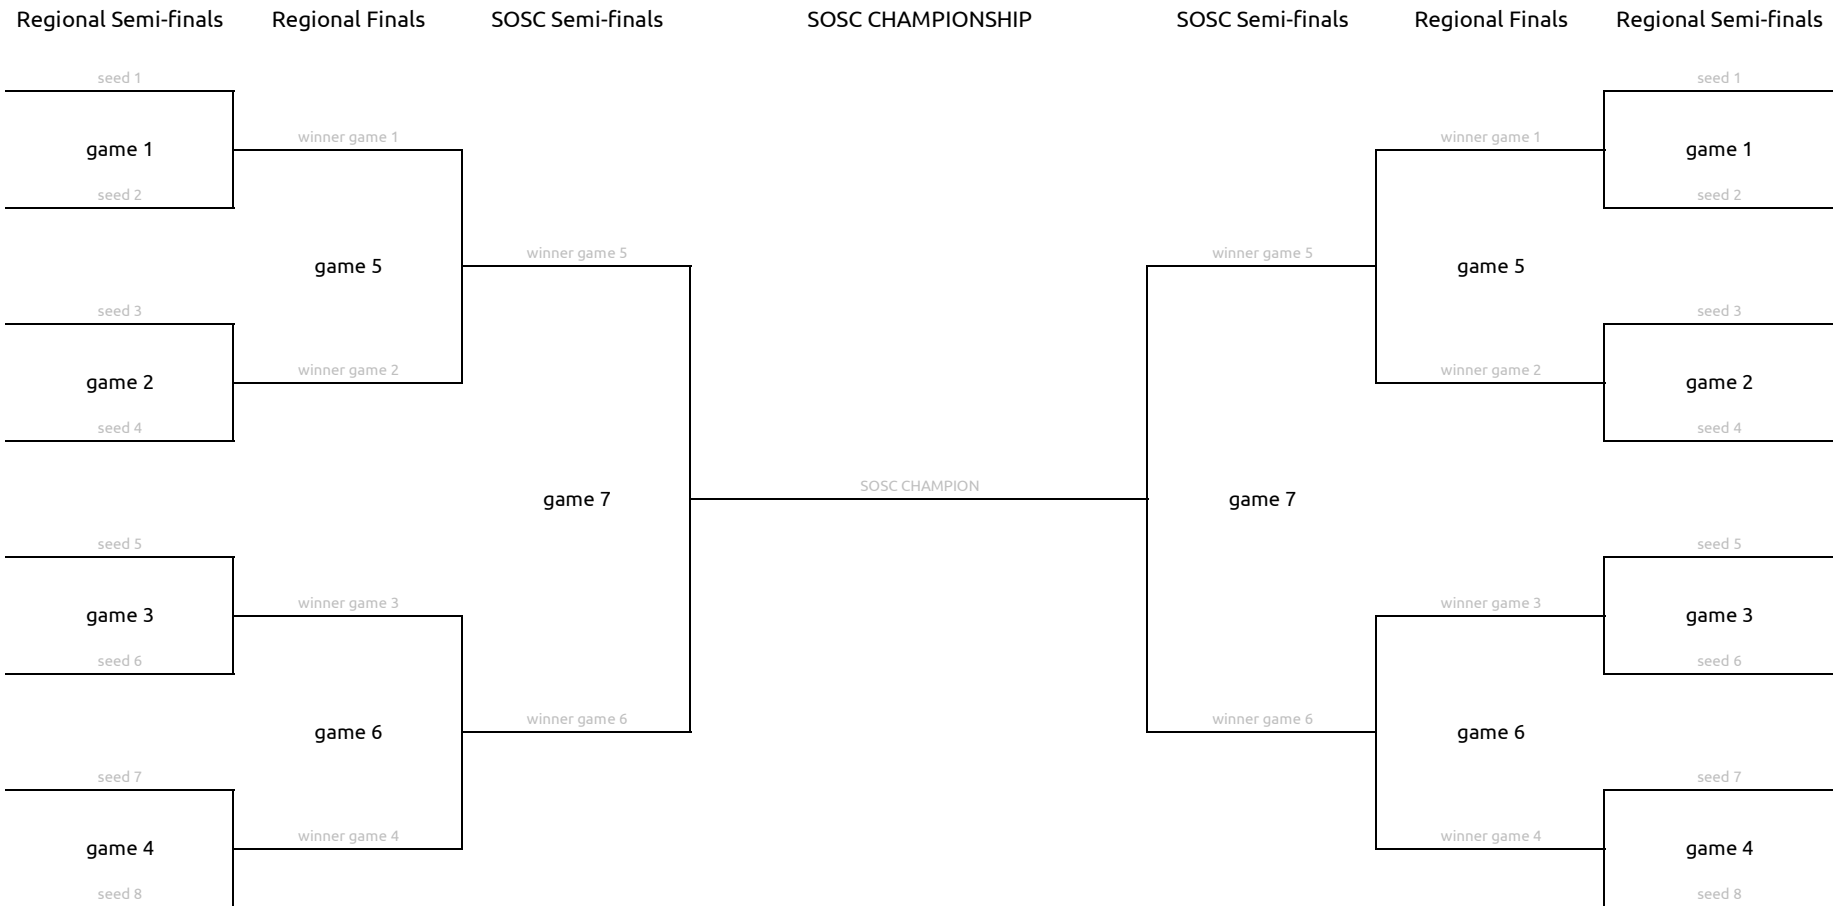 Regional Semi-finals Regional Finals SOSC Semi-finals SOSC CHAMPIONSHIP SOSC Semi-finals Regional Finals Regional Semi-finals
seed 1 seed 1
winner game 1 winner game 1
game 1 game 1
seed 2 seed 2
winner game 5 winner game 5
game 5 game 5
seed 3 seed 3
winner game 2 winner game 2
game 2 game 2
seed 4 seed 4
SOSC CHAMPION
game 7 game 7
seed 5 seed 5
winner game 3 winner game 3
game 3 game 3
seed 6 seed 6
winner game 6 winner game 6
game 6 game 6
seed 7 seed 7
winner game 4 winner game 4
game 4 game 4
seed 8 seed 8